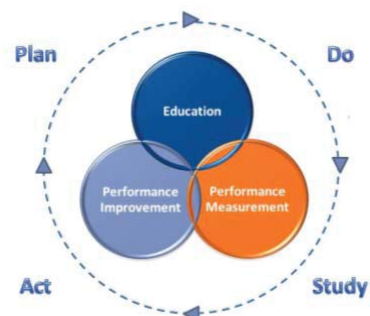 Plan
Do
Education
Performance
Improvement
Performance
Measurement
Act
Study